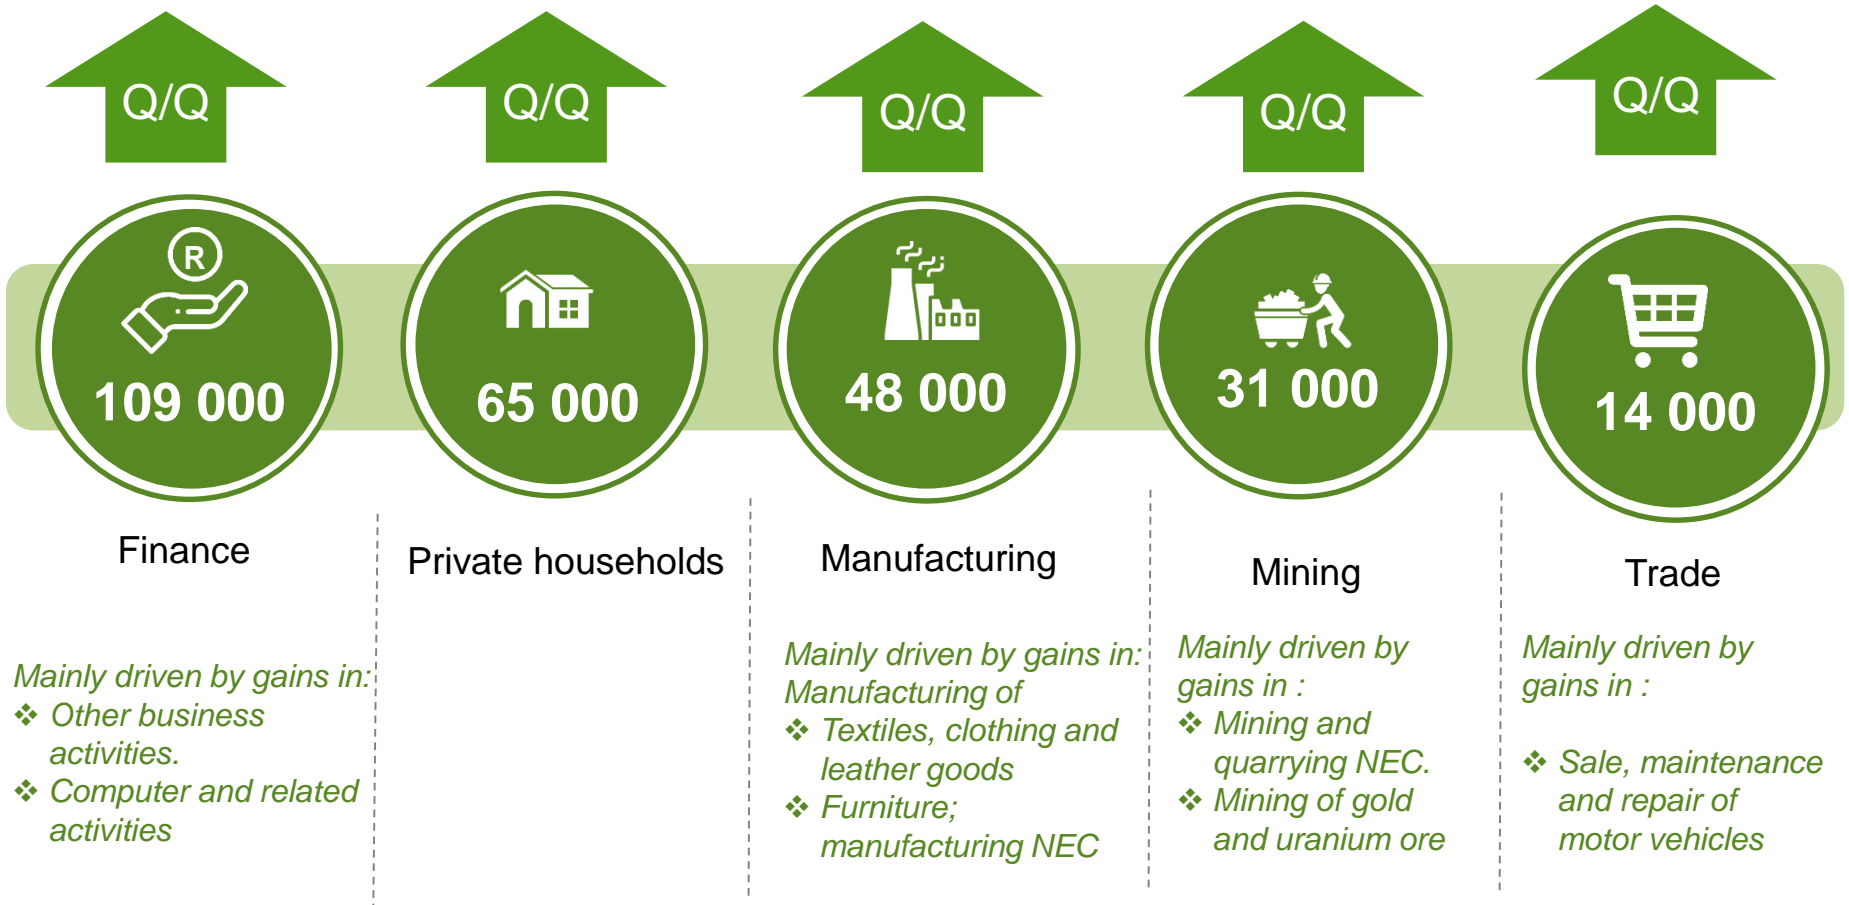 Q/Q
Q/Q
Q/Q
Q/Q
Q/Q
R
109 000
65 000
48 000
31 000
14 000
Finance
Private households
Manufacturing
Mining
Trade
Mainly driven by gains in:
❖ Other business
activities.
❖ Computer and related
activities
Mainly driven by gains in:
Manufacturing of
❖ Textiles, clothing and
leather goods
❖ Furniture;
manufacturing NEC
Mainly driven by
gains in :
❖ Mining and
quarrying NEC.
❖ Mining of gold
and uranium ore
Mainly driven by
gains in :
❖ Sale, maintenance
and repair of
motor vehicles